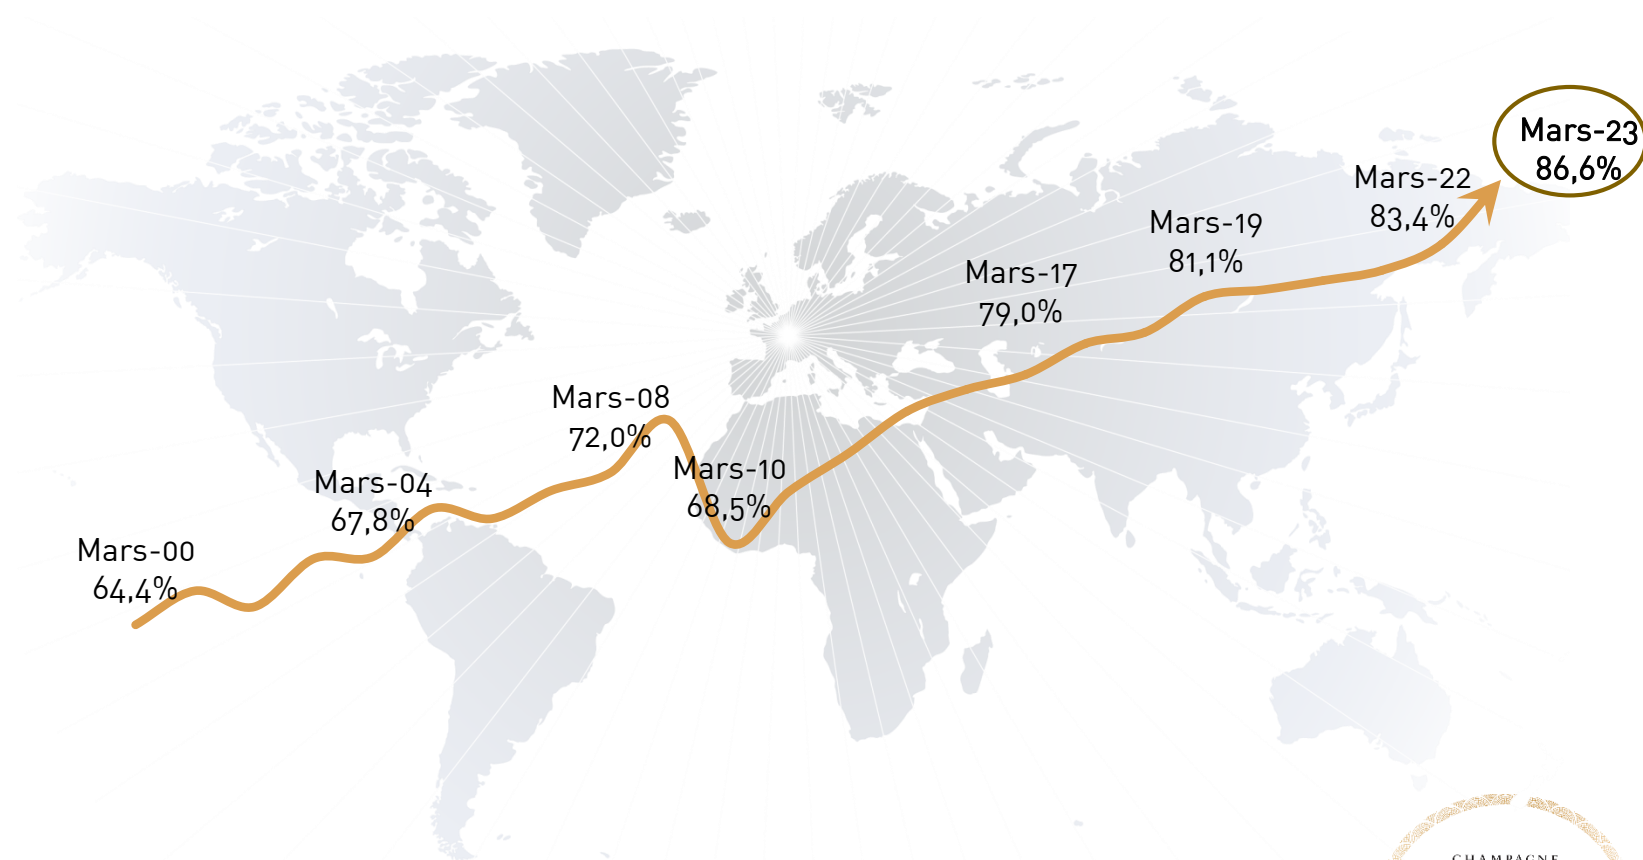 Mars-00
64,4%
Mars-04
67,8%
Mars-08
72,0%
Mars-10
68,5%
Mars-17
79,0%
Mars-19
81,1%
Mars-22
83,4%
Mars-23
86,6%
CHAMPAGNE